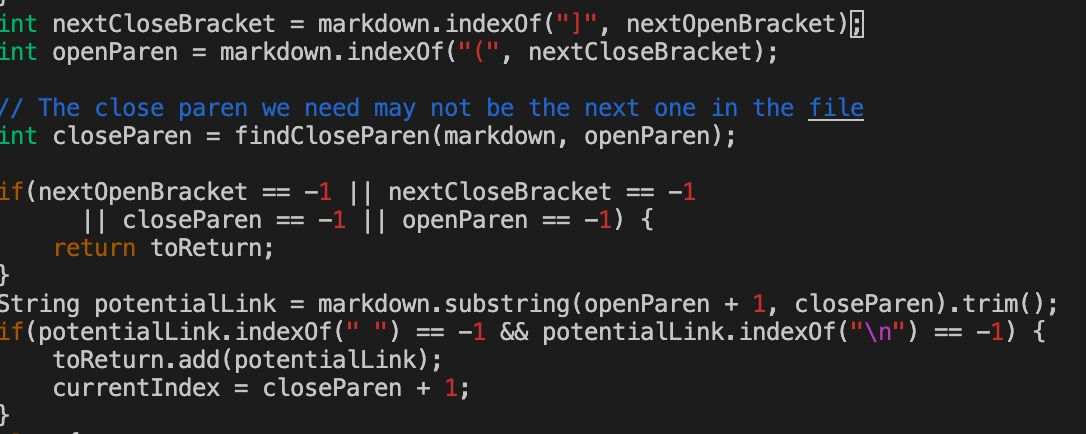 int nextCloseBracket = markdown.indexOf("]", nextOpenBracket);
int openParen = markdown.indexOf("(", nextCloseBracket);
// The close paren we need may not be the next one in the file
int closeParen = findCloseParen(markdown, openParen);
if(nextOpenBracket == -1 || nextCloseBracket == -1
|| closeParen == -1 || openParen == -1) {
return toReturn;
}
String potentialLink = markdown.substring(openParen + 1, closeParen).trim();
if(potentialLink.indexOf(" ") == -1 && potentialLink.indexOf("\n") == -1) {
toReturn.add(potentialLink);
currentIndex = closeParen + 1;
}